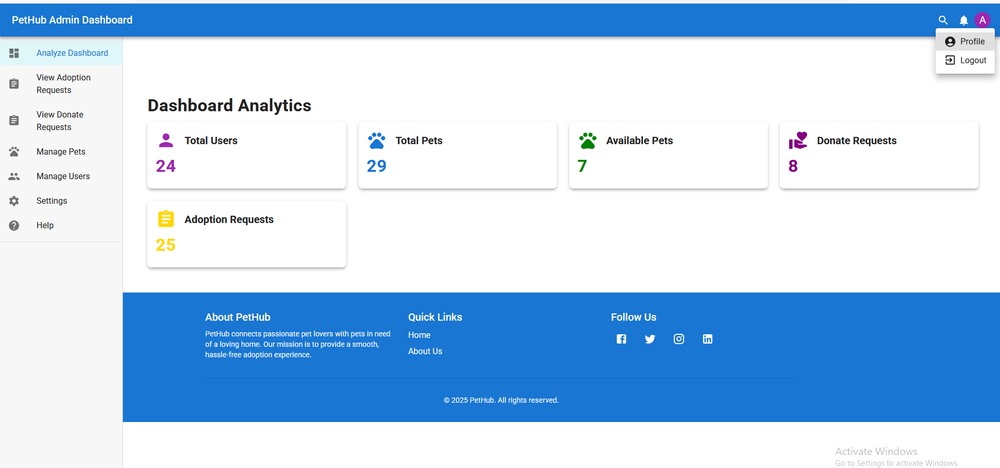 PetHub Admin Dashboard
A
Profile
Logout
Analyze Dashboard
View Adoption
Requests
View Donate
Requests
Manage Pets
Manage Users
Settings
Help
Dashboard Analytics
Total Users
24
Total Pets
29
Available Pets
7
Donate Requests
8
Adoption Requests
25
About PetHub
PetHub connects passionate pet lovers with pets in need
of a loving home. Our mission is to provide a smooth,
hassle-free adoption experience.
Quick Links
Home
About Us
Follow Us
© 2025 PetHub. All rights reserved.
Activate Windows
Go to Settings to activate Windows.